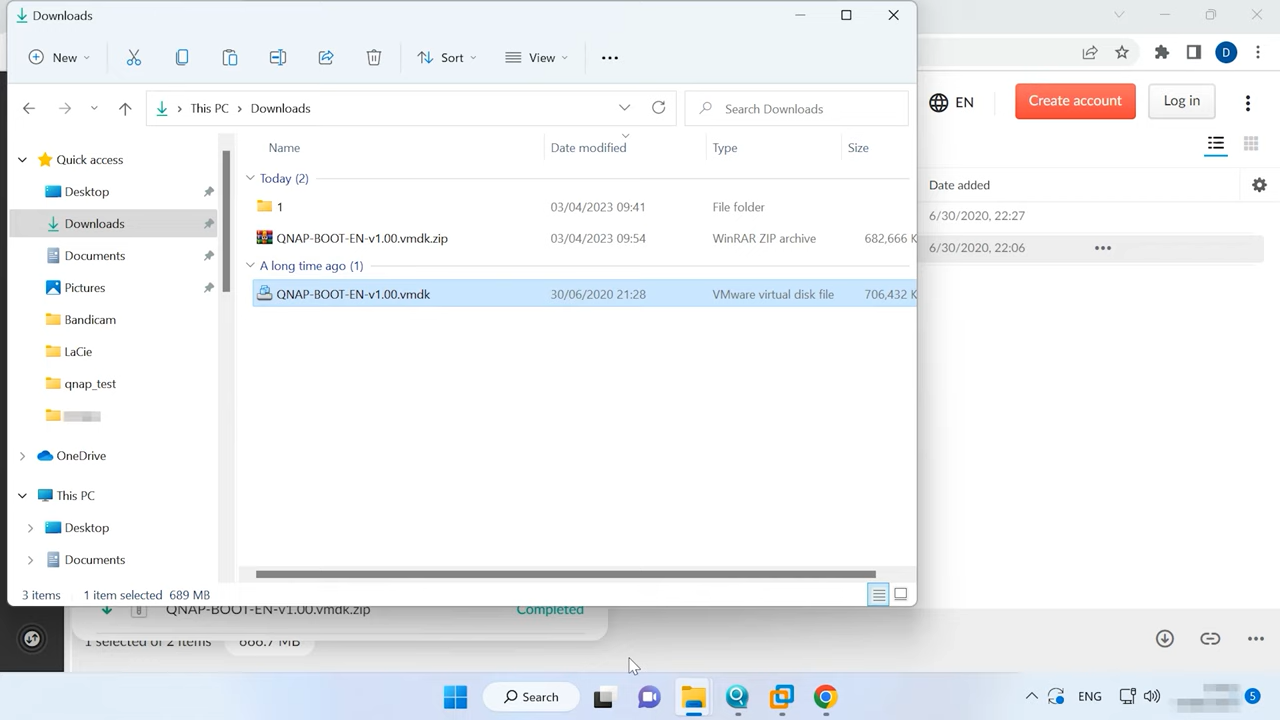 Downloads
New
Sort
View
This PC
Downloads
Search Downloads
EN
Create account
Log in
Name
Date modified
Type
Size
Date added
Quick access
Today (2)
Desktop
1
03/04/2023 09:41
File folder
6/30/2020, 22:27
Downloads
QNAP-BOOT-EN-v1.00.vmdk.zip
03/04/2023 09:54
WinRAR ZIP archive
682,666 K
6/30/2020, 22:06
Documents
A long time ago (1)
Pictures
QNAP-BOOT-EN-v1.00.vmdk
30/06/2020 21:28
VMware virtual disk file
706,432 K
Bandicam
LaCie
qnap_test
OneDrive
This PC
Desktop
Documents
3 items
1 item selected 689 MB
QNAP-BOOT-EN-v1.00.vmdk.zip
Completed
1 selected of 2 items
666.7 MB
Search
ENG
5
D